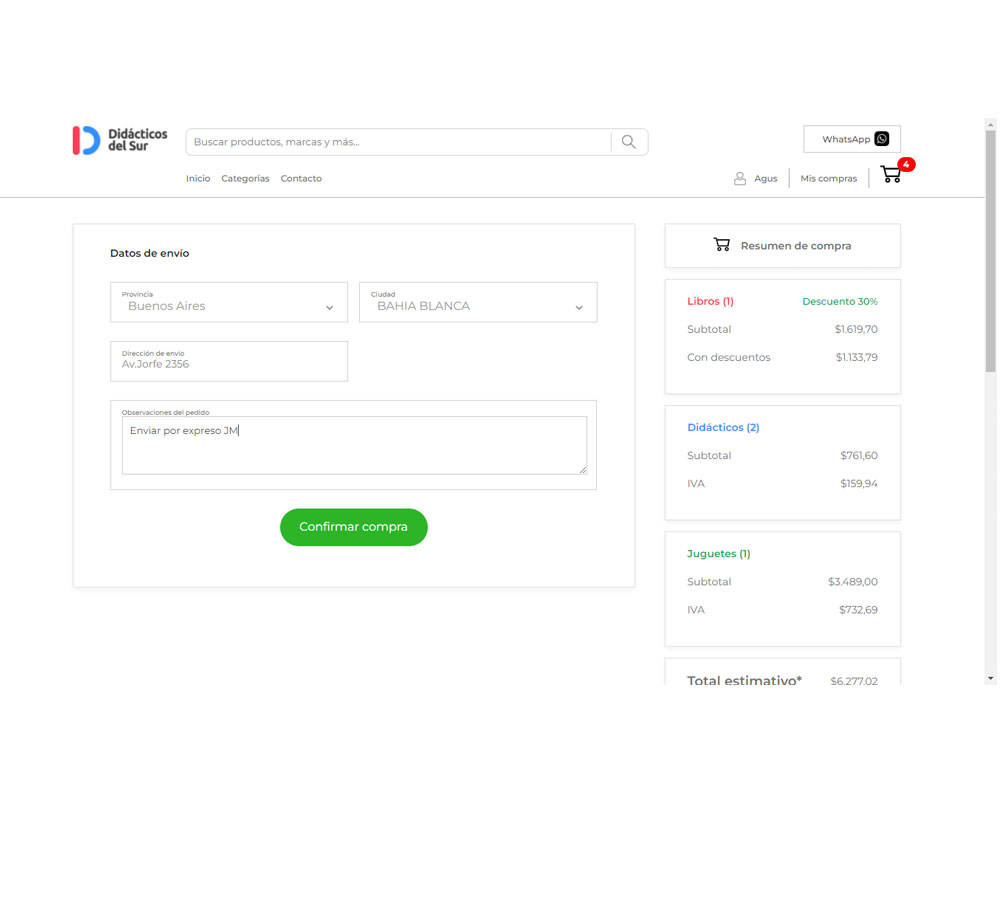 Didácticos
del Sur
Buscar productos, marcas y más...
WhatsApp
Inicio Categorías Contacto
Agus Mis compras 4
Datos de envío
Provincia
Buenos Aires
Ciudad
BAHIA BLANCA
Dirección de envío
Av.Jorfe 2356
Observaciones del pedido
Enviar por expreso JM
Confirmar compra
Resumen de compra
Libros (1) Descuento 30%
Subtotal $1.619,70
Con descuentos $1.133,79
Didácticos (2)
Subtotal $761,60
IVA $159,94
Juguetes (1)
Subtotal $3.489,00
IVA $732,69
Total estimativo* $6.277,02